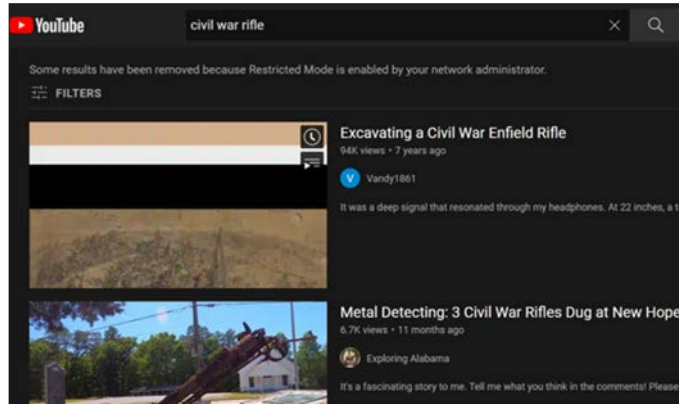 YouTube
civil war rifle
Some results have been removed because Restricted Mode is enabled by your network administrator.
FILTERS
Excavating a Civil War Enfield Rifle
94K views • 7 years ago
V Vandy1861
It was a deep signal that resonated through my headphones. At 22 inches, a t
Metal Detecting: 3 Civil War Rifles Dug at New Hope
6.7K views • 11 months ago
Exploring Alabama
It's a fascinating story to me. Tell me what you think in the comments! Please